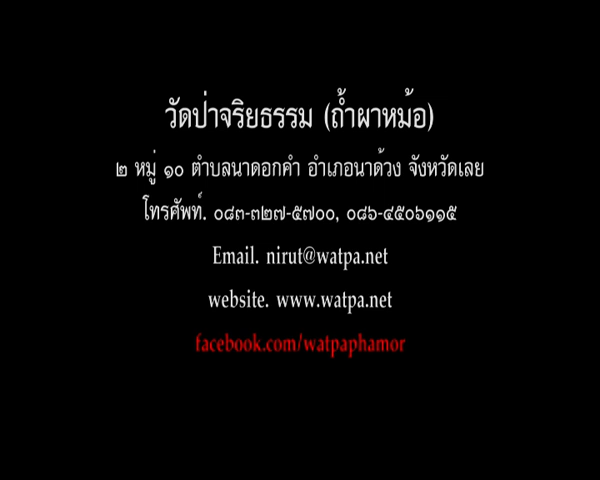 วัดป่าจริยธรรม (ถ้ำผาหม้อ)
๒ หมู่ ๑๐ ตำบลนาดอกคำ อำเภอนาด้วง จังหวัดเลย
โทรศัพท์. ๐๘๓-๓๒๗-๕๗๐๐, ๐๘๖-๔๕๐๖๑๑๕
Email. nirut@watpa.net
website. www.watpa.net
facebook.com/watpaphamor